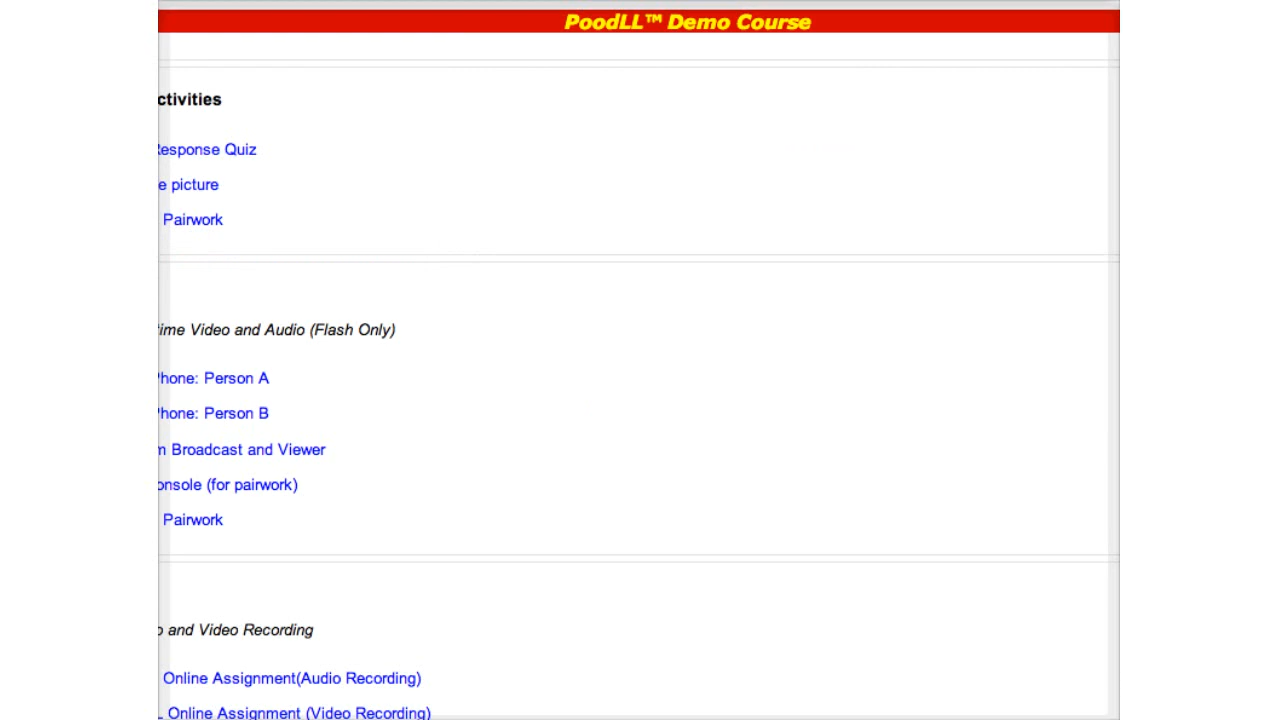 PoodLL™ Demo Course
ctivities
esponse Quiz
e picture
Pairwork
time Video and Audio (Flash Only)
hone: Person A
hone: Person B
m Broadcast and Viewer
onsole (for pairwork)
Pairwork
o and Video Recording
Online Assignment(Audio Recording)
Online Assignment (Video Recording)